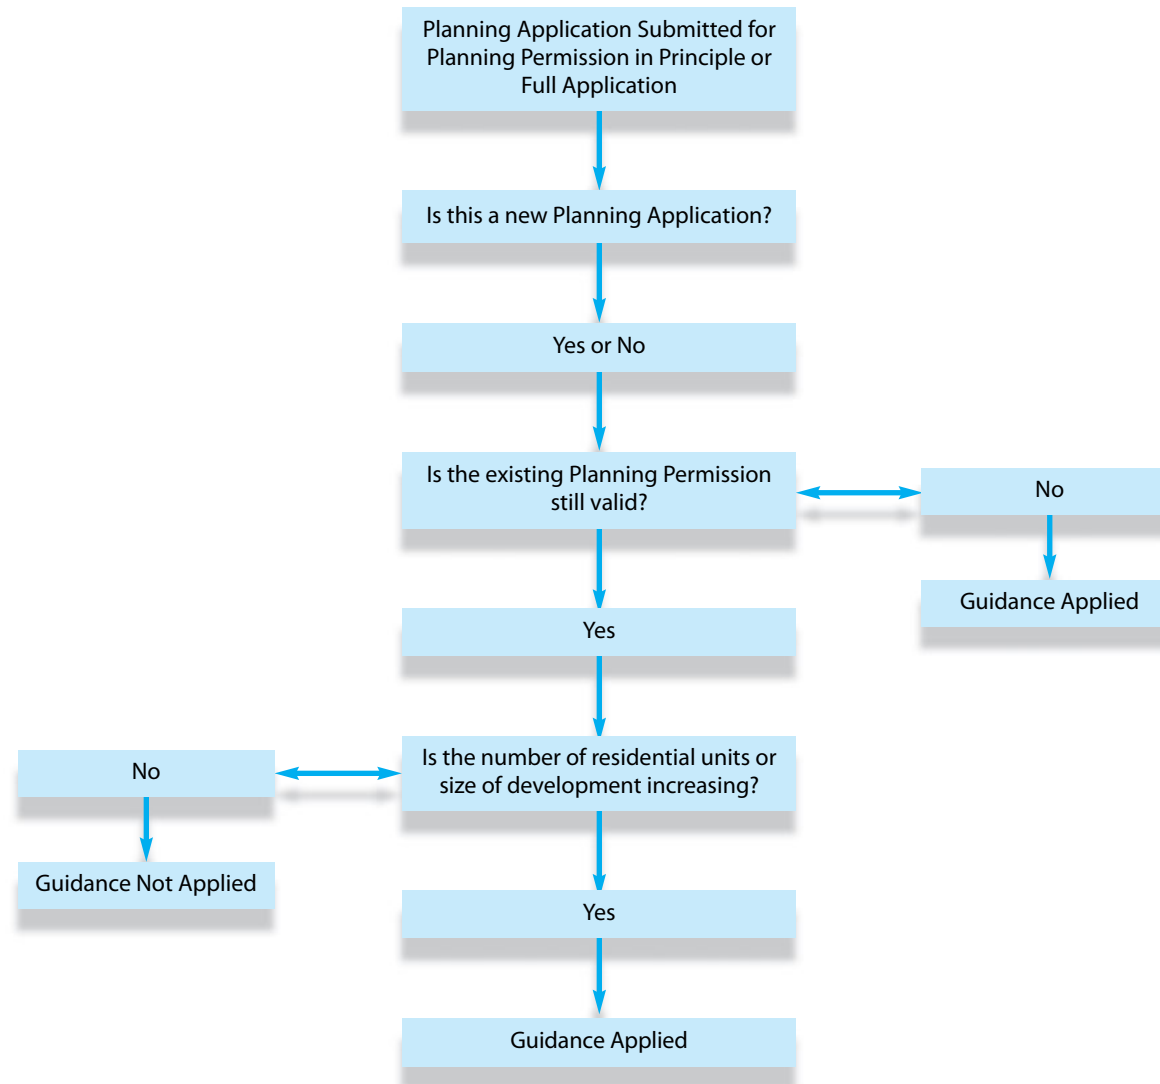 Planning Application Submitted for
Planning Permission in Principle or
Full Application
Is this a new Planning Application?
Yes or No
Is the existing Planning Permission
still valid?
No
Guidance Applied
Yes
Is the number of residential units or
size of development increasing?
No
Guidance Not Applied
Yes
Guidance Applied